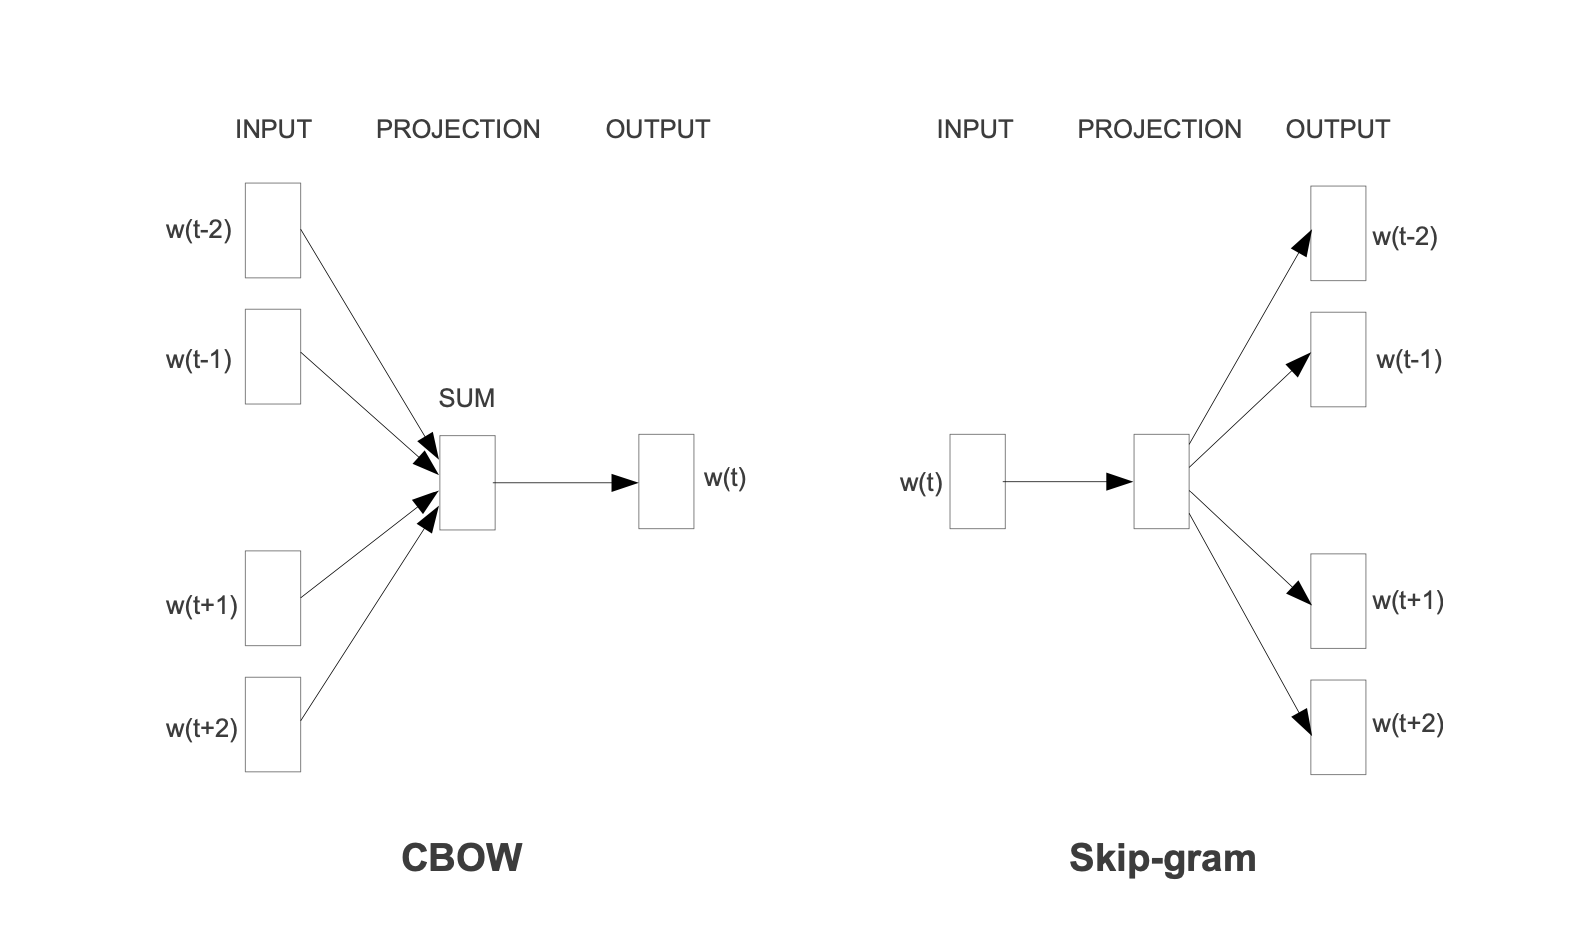 INPUT PROJECTION OUTPUT
w(t-2)
w(t-1)
SUM
w(t)
w(t+1)
w(t+2)
CBOW
INPUT PROJECTION OUTPUT
w(t-2)
w(t-1)
w(t)
w(t+1)
w(t+2)
Skip-gram